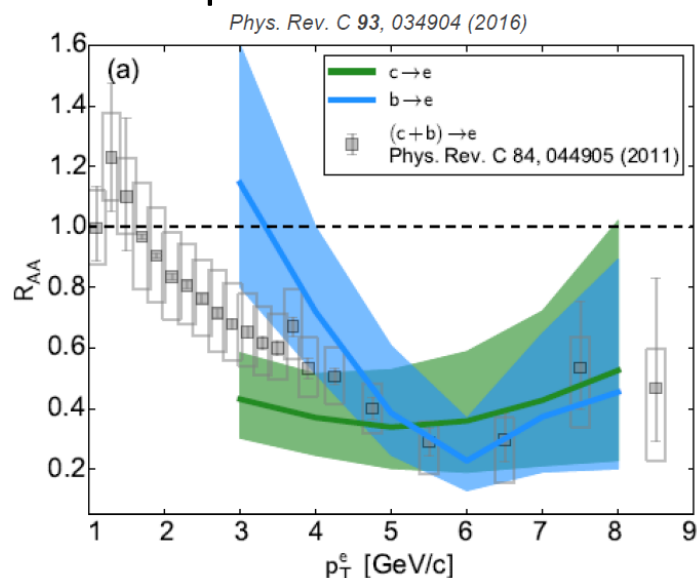 Phys. Rev. C 93, 034904 (2016)
(a)
c→e
b→e
(c+b)→e
Phys. Rev. C 84, 044905 (2011)
R_AA
1.6
1.4
1.2
1.0
0.8
0.6
0.4
0.2
1 2 3 4 5 6 7 8 9
p_T^e [GeV/c]